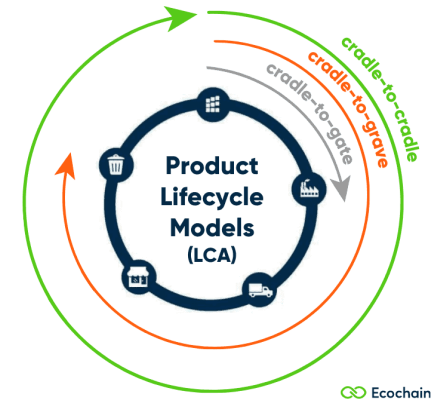 cradle-to-cradle
cradle-to-grave
cradle-to-gate
Product
Lifecycle
Models
(LCA)
Ecochain